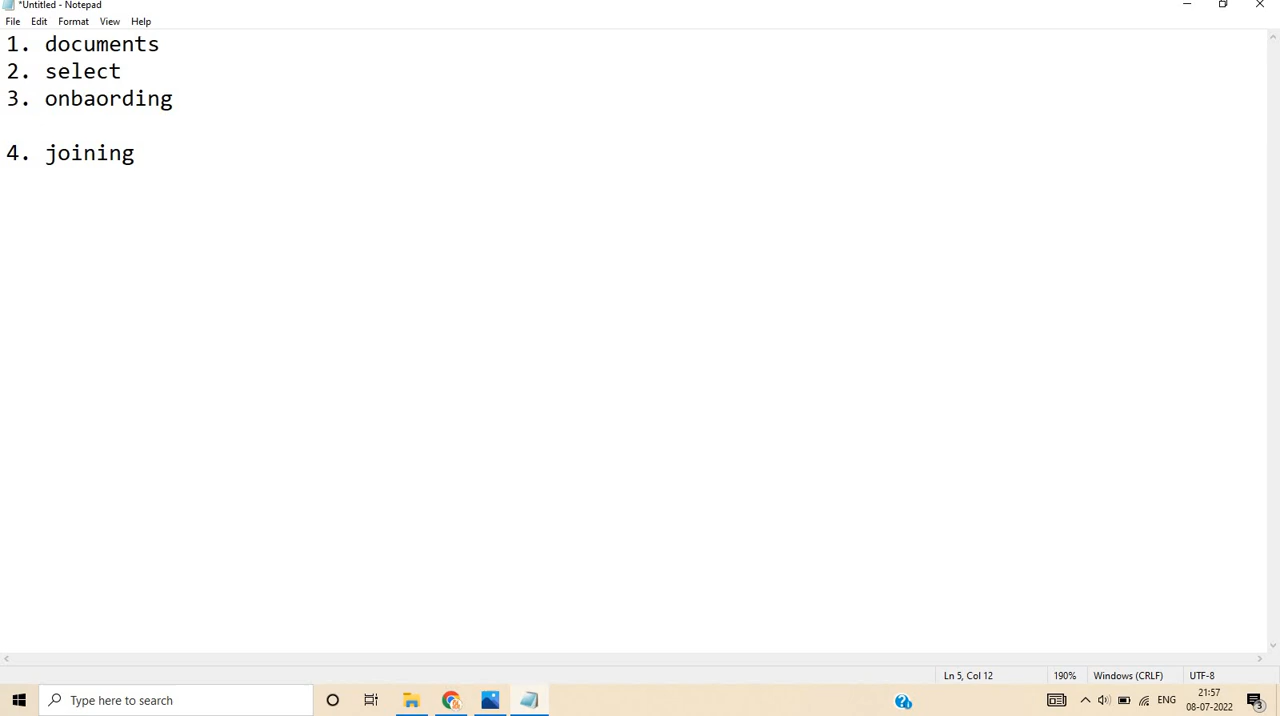 *Untitled - Notepad
File Edit Format View Help
1. documents
2. select
3. onbaording
4. joining
Ln 5, Col 12 190% Windows (CRLF) UTF-8
Type here to search
ENG
21:57
08-07-2022
3